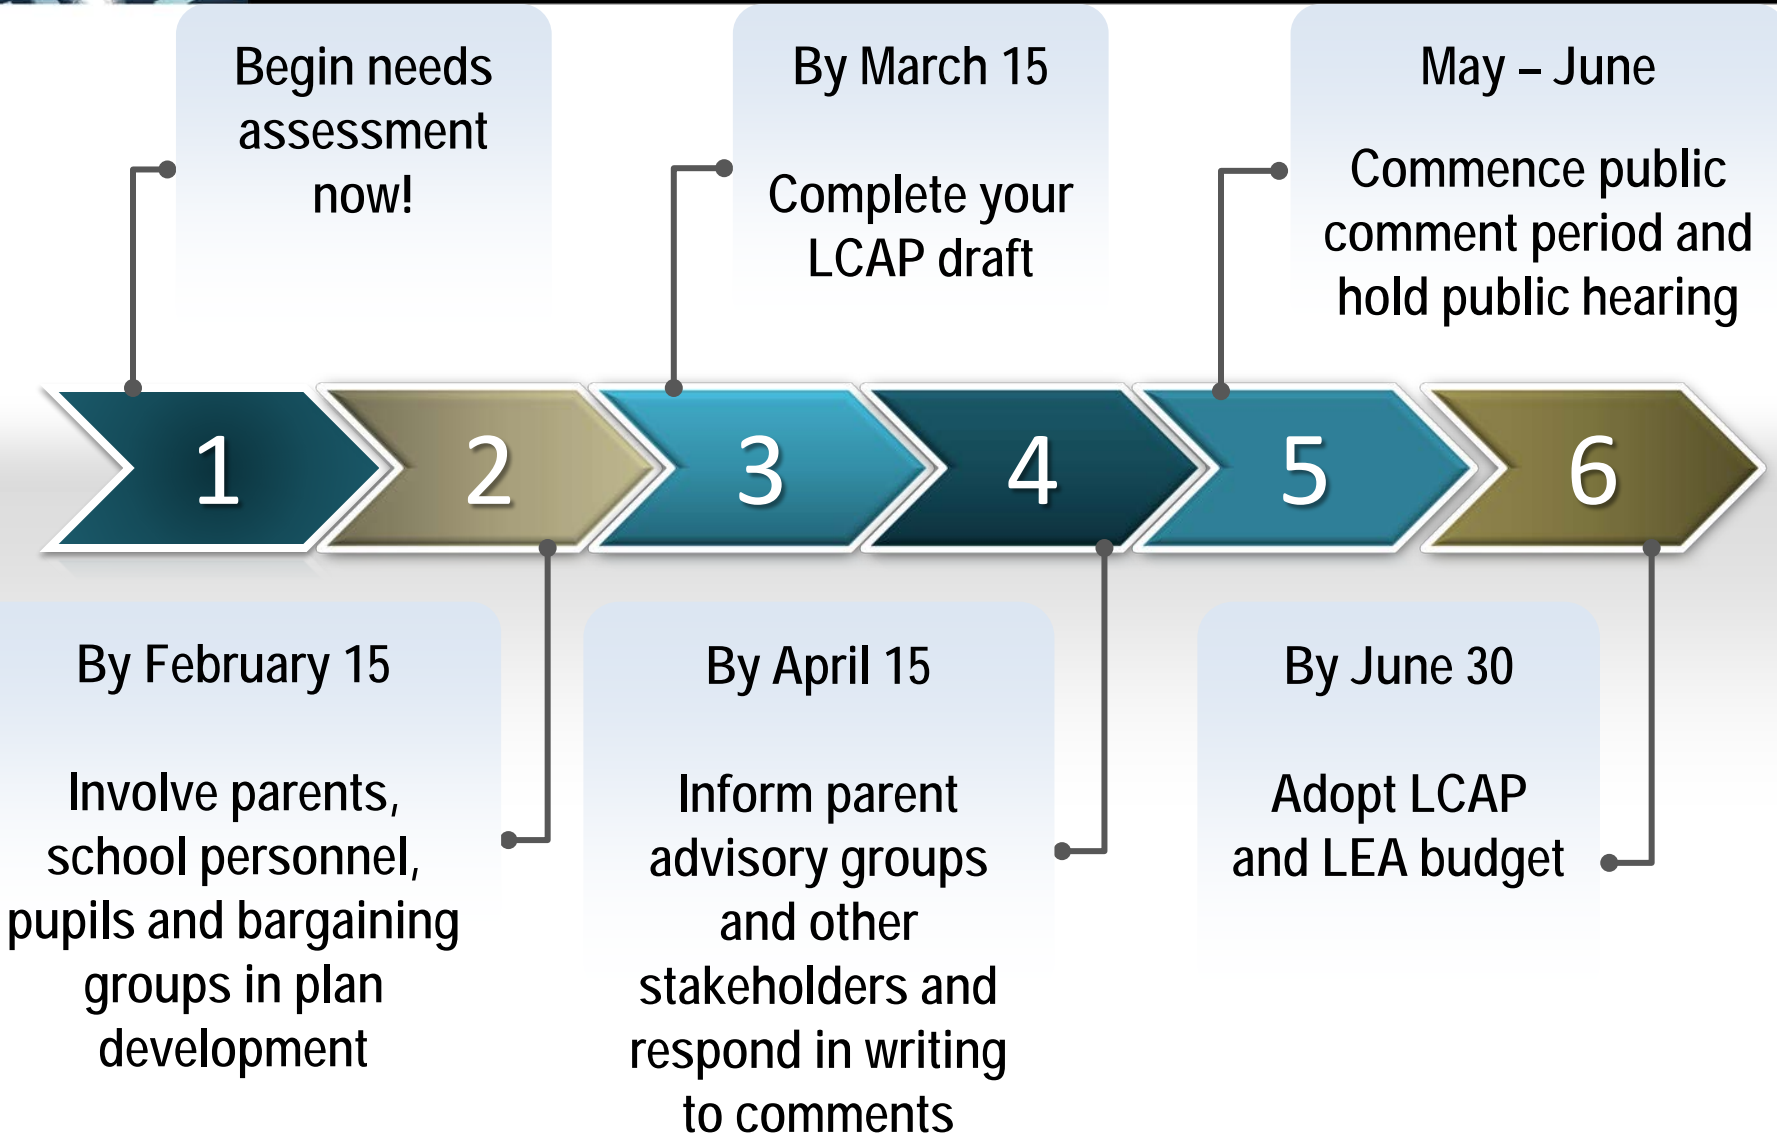 Begin needs
assessment
now!
By March 15
Complete your
LCAP draft
May – June
Commence public
comment period and
hold public hearing
1
2
3
4
5
6
By February 15
Involve parents,
school personnel,
pupils and bargaining
groups in plan
development
By April 15
Inform parent
advisory groups
and other
stakeholders and
respond in writing
to comments
By June 30
Adopt LCAP
and LEA budget